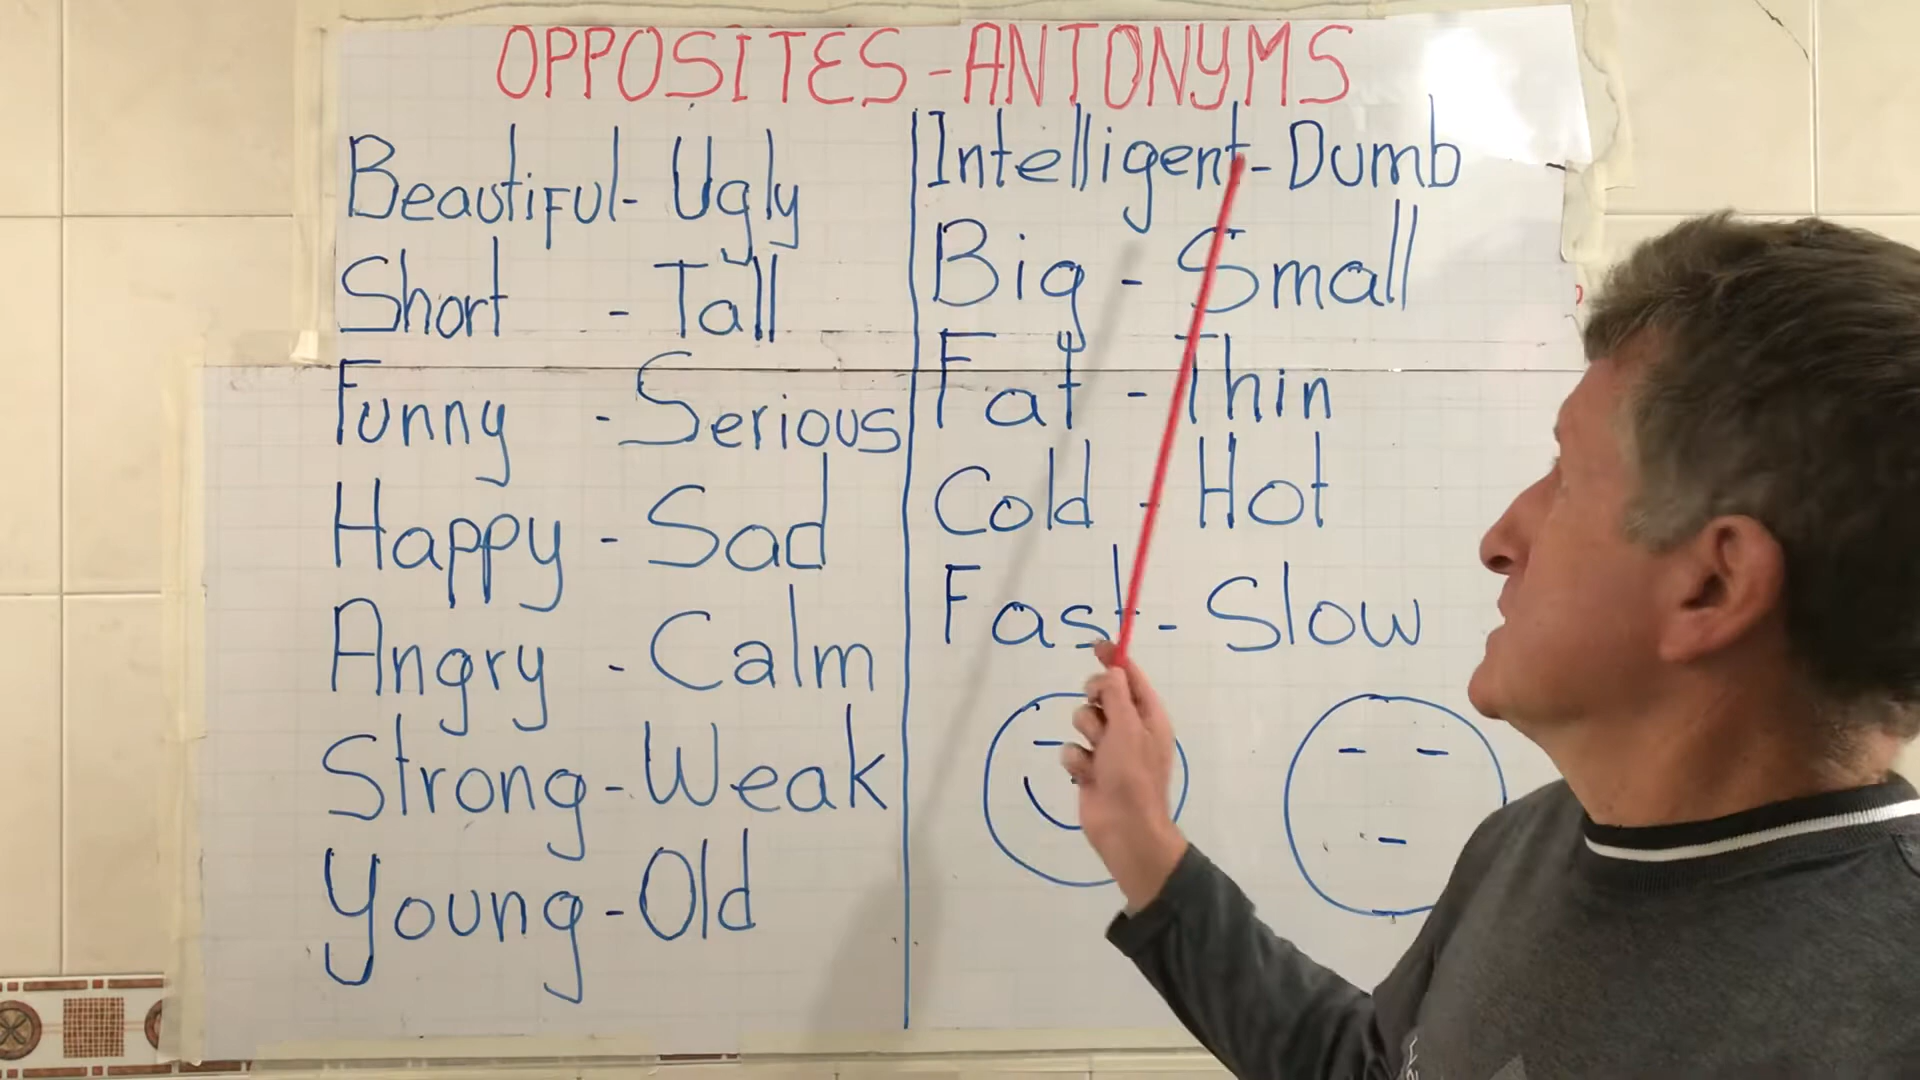 OPPOSITES - ANTONYMS
Beautiful - Ugly
Short - Tall
Funny - Serious
Happy - Sad
Angry - Calm
Strong - Weak
Young - Old
Intelligent - Dumb
Big - Small
Fat - Thin
Cold - Hot
Fast - Slow